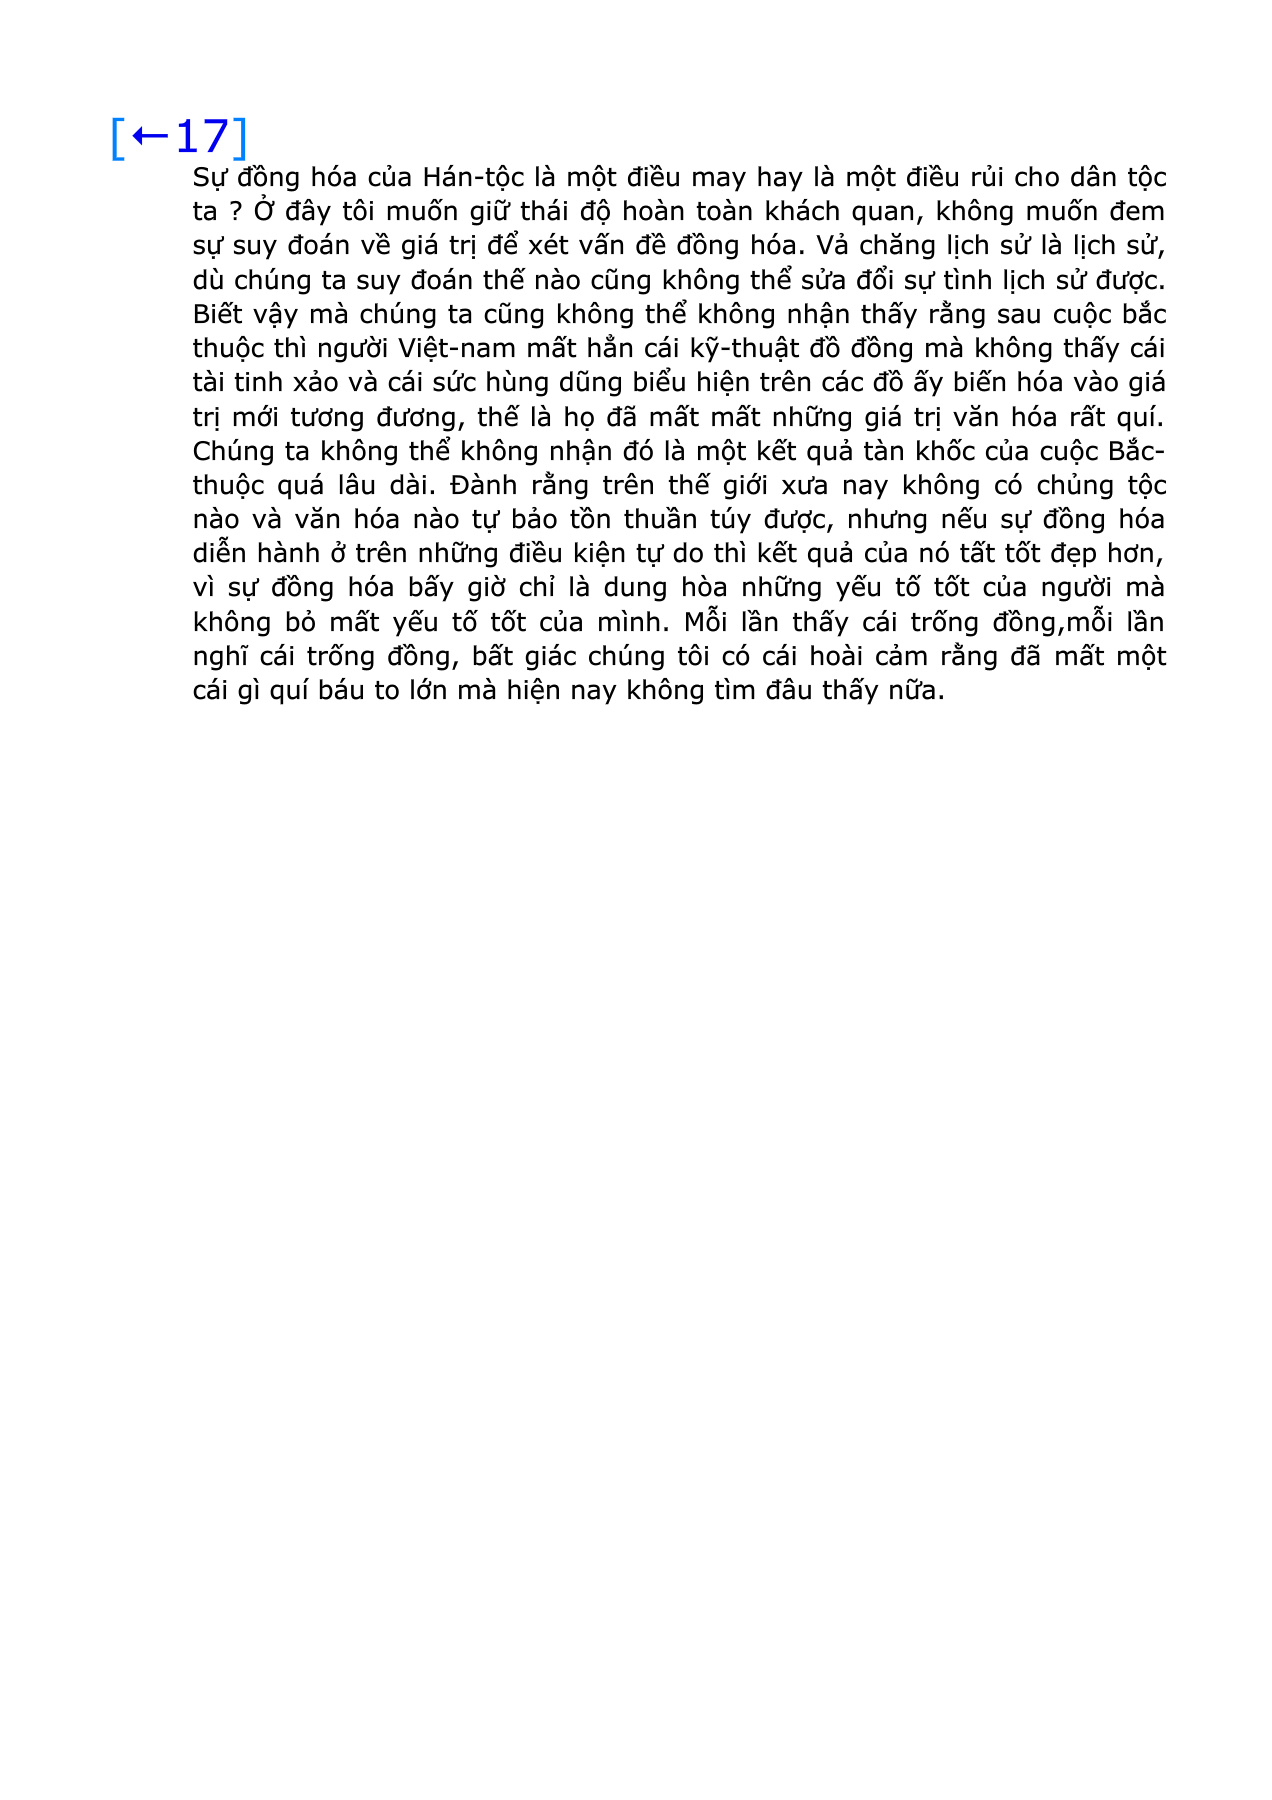 [←17]
Sự đồng hóa của Hán-tộc là một điều may hay là một điều rủi cho dân tộc
ta ? Ở đây tôi muốn giữ thái độ hoàn toàn khách quan, không muốn đem
sự suy đoán về giá trị để xét vấn đề đồng hóa. Vả chăng lịch sử là lịch sử,
dù chúng ta suy đoán thế nào cũng không thể sửa đổi sự tình lịch sử được.
Biết vậy mà chúng ta cũng không thể không nhận thấy rằng sau cuộc bắc
thuộc thì người Việt-nam mất hẳn cái kỹ-thuật đồ đồng mà không thấy cái
tài tinh xảo và cái sức hùng dũng biểu hiện trên các đồ ấy biến hóa vào giá
trị mới tương đương, thế là họ đã mất mất những giá trị văn hóa rất quí.
Chúng ta không thể không nhận đó là một kết quả tàn khốc của cuộc Bắc-
thuộc quá lâu dài. Đành rằng trên thế giới xưa nay không có chủng tộc
nào và văn hóa nào tự bảo tồn thuần túy được, nhưng nếu sự đồng hóa
diễn hành ở trên những điều kiện tự do thì kết quả của nó tất tốt đẹp hơn,
vì sự đồng hóa bấy giờ chỉ là dung hòa những yếu tố tốt của người mà
không bỏ mất yếu tố tốt của mình. Mỗi lần thấy cái trống đồng,mỗi lần
nghĩ cái trống đồng, bất giác chúng tôi có cái hoài cảm rằng đã mất một
cái gì quí báu to lớn mà hiện nay không tìm đâu thấy nữa.